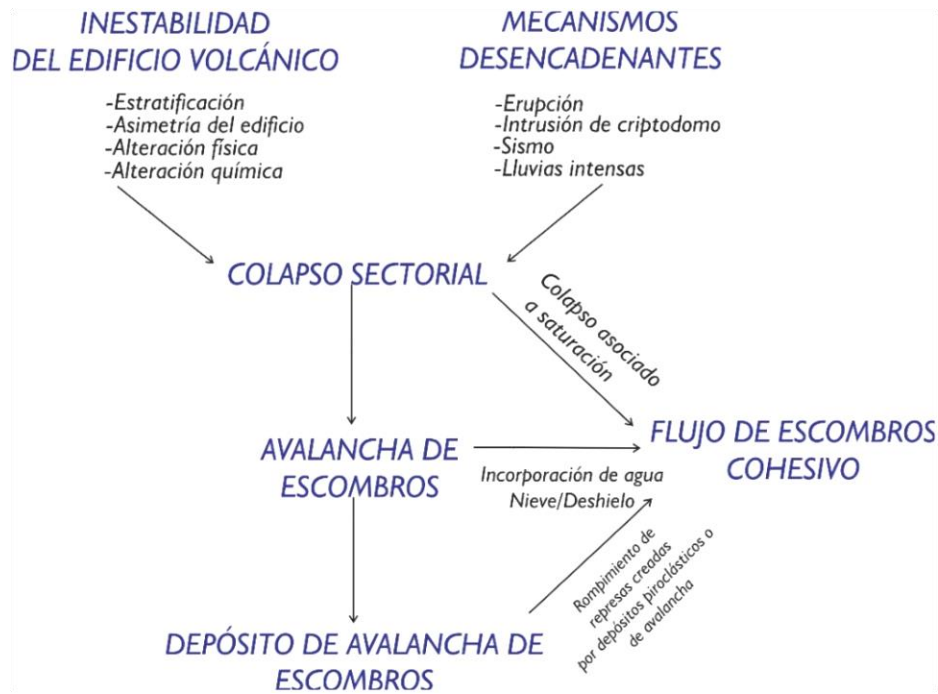 INESTABILIDAD
DEL EDIFICIO VOLCÁNICO
-Estratificación
-Asimetría del edificio
-Alteración física
-Alteración química
MECANISMOS
DESENCADENANTES
-Erupción
-Intrusión de criptodomo
-Sismo
-Lluvias intensas
COLAPSO SECTORIAL
Colapso asociado
a saturación
AVALANCHA DE
ESCOMBROS
Incorporación de agua
Nieve/Deshielo
FLUJO DE ESCOMBROS
COHESIVO
Rompimiento de
represas creadas
por depósitos piroclásticos o
de avalancha
DEPÓSITO DE AVALANCHA DE
ESCOMBROS